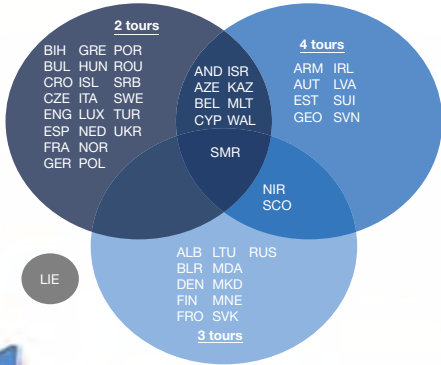 2 tours
BIH GRE POR
BUL HUN ROU
CRO ISL SRB
CZE ITA SWE
ENG LUX TUR
ESP NED UKR
FRA NOR
GER POL
AND ISR
AZE KAZ
BEL MLT
CYP WAL
4 tours
ARM IRL
AUT LVA
EST SUI
GEO SVN
SMR
NIR
SCO
LIE
ALB LTU RUS
BLR MDA
DEN MKD
FIN MNE
FRO SVK
3 tours